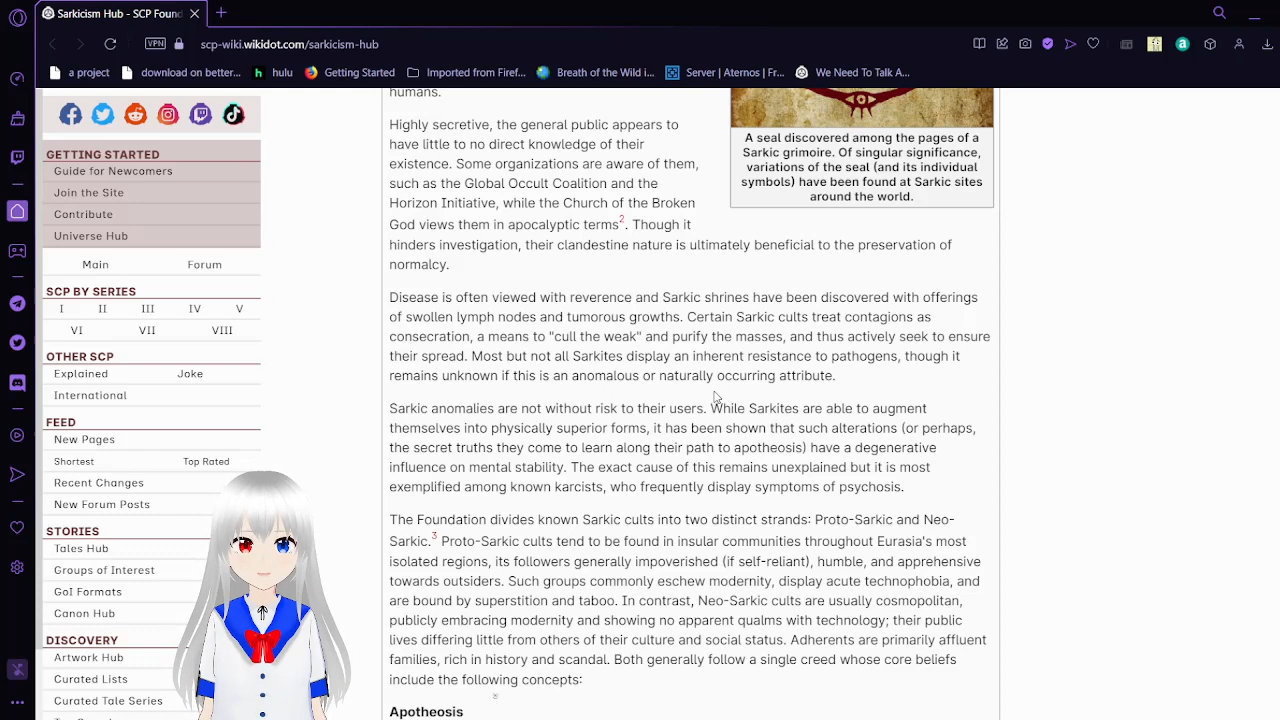 Sarkicism Hub - SCP Found
scp-wiki.wikidot.com/sarkicism-hub
VPN
a project
download on better...
hulu
Getting Started
Imported from Firef...
Breath of the Wild i...
Server | Aternos | Fr...
We Need To Talk A...
GETTING STARTED
Guide for Newcomers
Join the Site
Contribute
Universe Hub
Main Forum
SCP BY SERIES
I II III IV V
VI VII VIII
OTHER SCP
Explained Joke
International
FEED
New Pages
Shortest Top Rated
Recent Changes
New Forum Posts
STORIES
Tales Hub
Groups of Interest
GoI Formats
Canon Hub
DISCOVERY
Artwork Hub
Curated Lists
Curated Tale Series
humans.
Highly secretive, the general public appears to
have little to no direct knowledge of their
existence. Some organizations are aware of them,
such as the Global Occult Coalition and the
Horizon Initiative, while the Church of the Broken
God views them in apocalyptic terms2. Though it
hinders investigation, their clandestine nature is ultimately beneficial to the preservation of
normalcy.
A seal discovered among the pages of a
Sarkic grimoire. Of singular significance,
variations of the seal (and its individual
symbols) have been found at Sarkic sites
around the world.
Disease is often viewed with reverence and Sarkic shrines have been discovered with offerings
of swollen lymph nodes and tumorous growths. Certain Sarkic cults treat contagions as
consecration, a means to "cull the weak" and purify the masses, and thus actively seek to ensure
their spread. Most but not all Sarkites display an inherent resistance to pathogens, though it
remains unknown if this is an anomalous or naturally occurring attribute.
Sarkic anomalies are not without risk to their users. While Sarkites are able to augment
themselves into physically superior forms, it has been shown that such alterations (or perhaps,
the secret truths they come to learn along their path to apotheosis) have a degenerative
influence on mental stability. The exact cause of this remains unexplained but it is most
exemplified among known karcists, who frequently display symptoms of psychosis.
The Foundation divides known Sarkic cults into two distinct strands: Proto-Sarkic and Neo-
Sarkic.3 Proto-Sarkic cults tend to be found in insular communities throughout Eurasia's most
isolated regions, its followers generally impoverished (if self-reliant), humble, and apprehensive
towards outsiders. Such groups commonly eschew modernity, display acute technophobia, and
are bound by superstition and taboo. In contrast, Neo-Sarkic cults are usually cosmopolitan,
publicly embracing modernity and showing no apparent qualms with technology; their public
lives differing little from others of their culture and social status. Adherents are primarily affluent
families, rich in history and scandal. Both generally follow a single creed whose core beliefs
include the following concepts:
Apotheosis